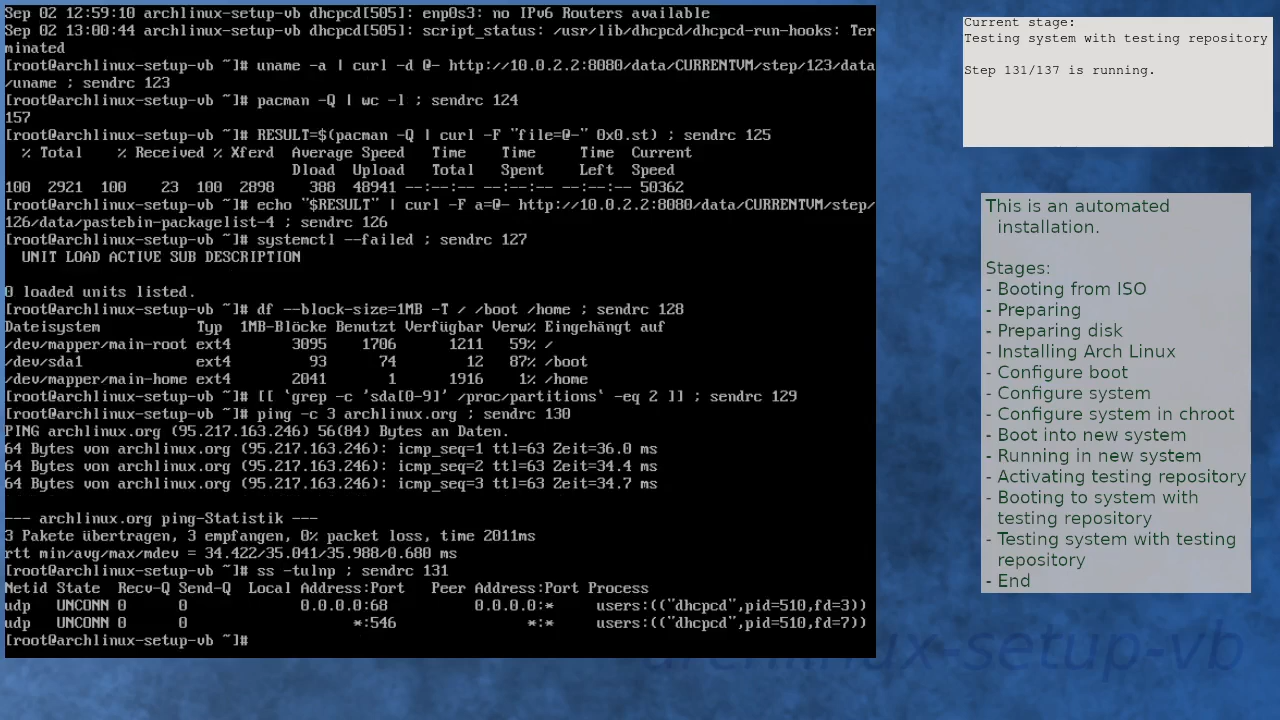 Sep 02 12:59:10 archlinux-setup-vb dhcpcd[505]: enp0s3: no IPv6 Routers available
Sep 02 13:00:44 archlinux-setup-vb dhcpcd[505]: script_status: /usr/lib/dhcpcd/dhcpcd-run-hooks: Ter
minated
[root@archlinux-setup-vb ~]# uname -a | curl -d @- http://10.0.2.2:8080/data/CURRENTVM/step/123/data
/uname ; sendrc 123
[root@archlinux-setup-vb ~]# pacman -Q | wc -l ; sendrc 124
157
[root@archlinux-setup-vb ~]# RESULT=$(pacman -Q | curl -F "file=@-" 0x0.st) ; sendrc 125
  % Total    % Received % Xferd  Average Speed   Time    Time     Time  Current
                                 Dload  Upload   Total   Spent    Left  Speed
100  2921  100    23  100  2898    388  48941 --:--:-- --:--:-- --:--:-- 50362
[root@archlinux-setup-vb ~]# echo "$RESULT" | curl -F a=@- http://10.0.2.2:8080/data/CURRENTVM/step/
126/data/pastebin-packagelist-4 ; sendrc 126
[root@archlinux-setup-vb ~]# systemctl --failed ; sendrc 127
  UNIT LOAD ACTIVE SUB DESCRIPTION
0 loaded units listed.
[root@archlinux-setup-vb ~]# df --block-size=1MB -T / /boot /home ; sendrc 128
Dateisystem           Typ  1MB-Blöcke Benutzt Verfügbar Verw% Eingehängt auf
/dev/mapper/main-root ext4       3095    1706      1211   59% /
/dev/sda1             ext4         93      74        12   87% /boot
/dev/mapper/main-home ext4       2041       1      1916    1% /home
[root@archlinux-setup-vb ~]# [[ `grep -c 'sda[0-9]' /proc/partitions` -eq 2 ]] ; sendrc 129
[root@archlinux-setup-vb ~]# ping -c 3 archlinux.org ; sendrc 130
PING archlinux.org (95.217.163.246) 56(84) Bytes an Daten.
64 Bytes von archlinux.org (95.217.163.246): icmp_seq=1 ttl=63 Zeit=36.0 ms
64 Bytes von archlinux.org (95.217.163.246): icmp_seq=2 ttl=63 Zeit=34.4 ms
64 Bytes von archlinux.org (95.217.163.246): icmp_seq=3 ttl=63 Zeit=34.7 ms
--- archlinux.org ping-Statistik ---
3 Pakete übertragen, 3 empfangen, 0% packet loss, time 2011ms
rtt min/avg/max/mdev = 34.422/35.041/35.988/0.680 ms
[root@archlinux-setup-vb ~]# ss -tulnp ; sendrc 131
Netid State  Recv-Q Send-Q  Local Address:Port   Peer Address:Port Process
udp   UNCONN 0      0             0.0.0.0:68          0.0.0.0:*     users:(("dhcpcd",pid=510,fd=3))
udp   UNCONN 0      0                   *:546               *:*     users:(("dhcpcd",pid=510,fd=7))
[root@archlinux-setup-vb ~]#
Current stage:
Testing system with testing repository
Step 131/137 is running.
This is an automated
installation.
Stages:
- Booting from ISO
- Preparing
- Preparing disk
- Installing Arch Linux
- Configure boot
- Configure system
- Configure system in chroot
- Boot into new system
- Running in new system
- Activating testing repository
- Booting to system with
testing repository
- Testing system with testing
repository
- End
archlinux-setup-vb